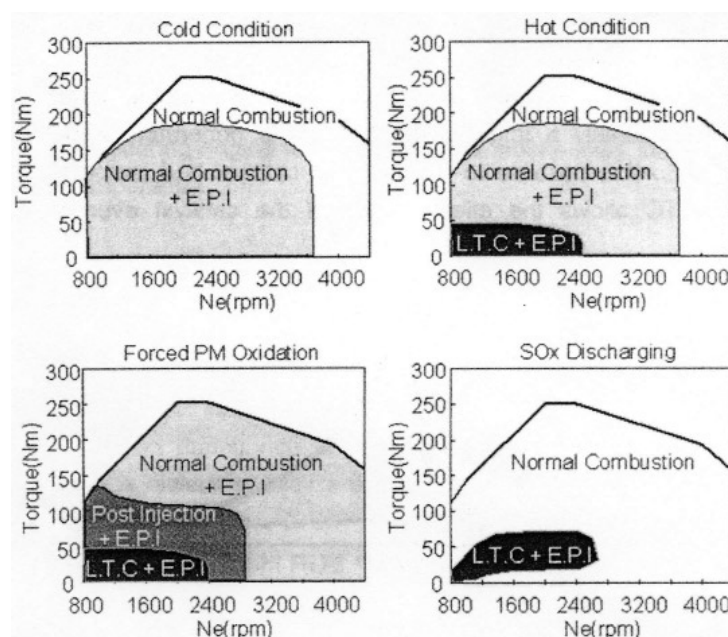 Cold Condition
300
250
200
150
100
50
0
Torque(Nm)
Normal Combustion
Normal Combustion
+ E.P.I
800 1600 2400 3200 4000
Ne(rpm)
Hot Condition
300
250
200
150
100
50
0
Torque(Nm)
Normal Combustion
Normal Combustion
+ E.P.I
L.T.C + E.P.I
800 1600 2400 3200 4000
Ne(rpm)
Forced PM Oxidation
300
250
200
150
100
50
0
Torque(Nm)
Normal Combustion
+ E.P.I
Post Injection
+ E.P.I
L.T.C + E.P.I
800 1600 2400 3200 4000
Ne(rpm)
SOx Discharging
300
250
200
150
100
50
0
Torque(Nm)
Normal Combustion
L.T.C + E.P.I
800 1600 2400 3200 4000
Ne(rpm)